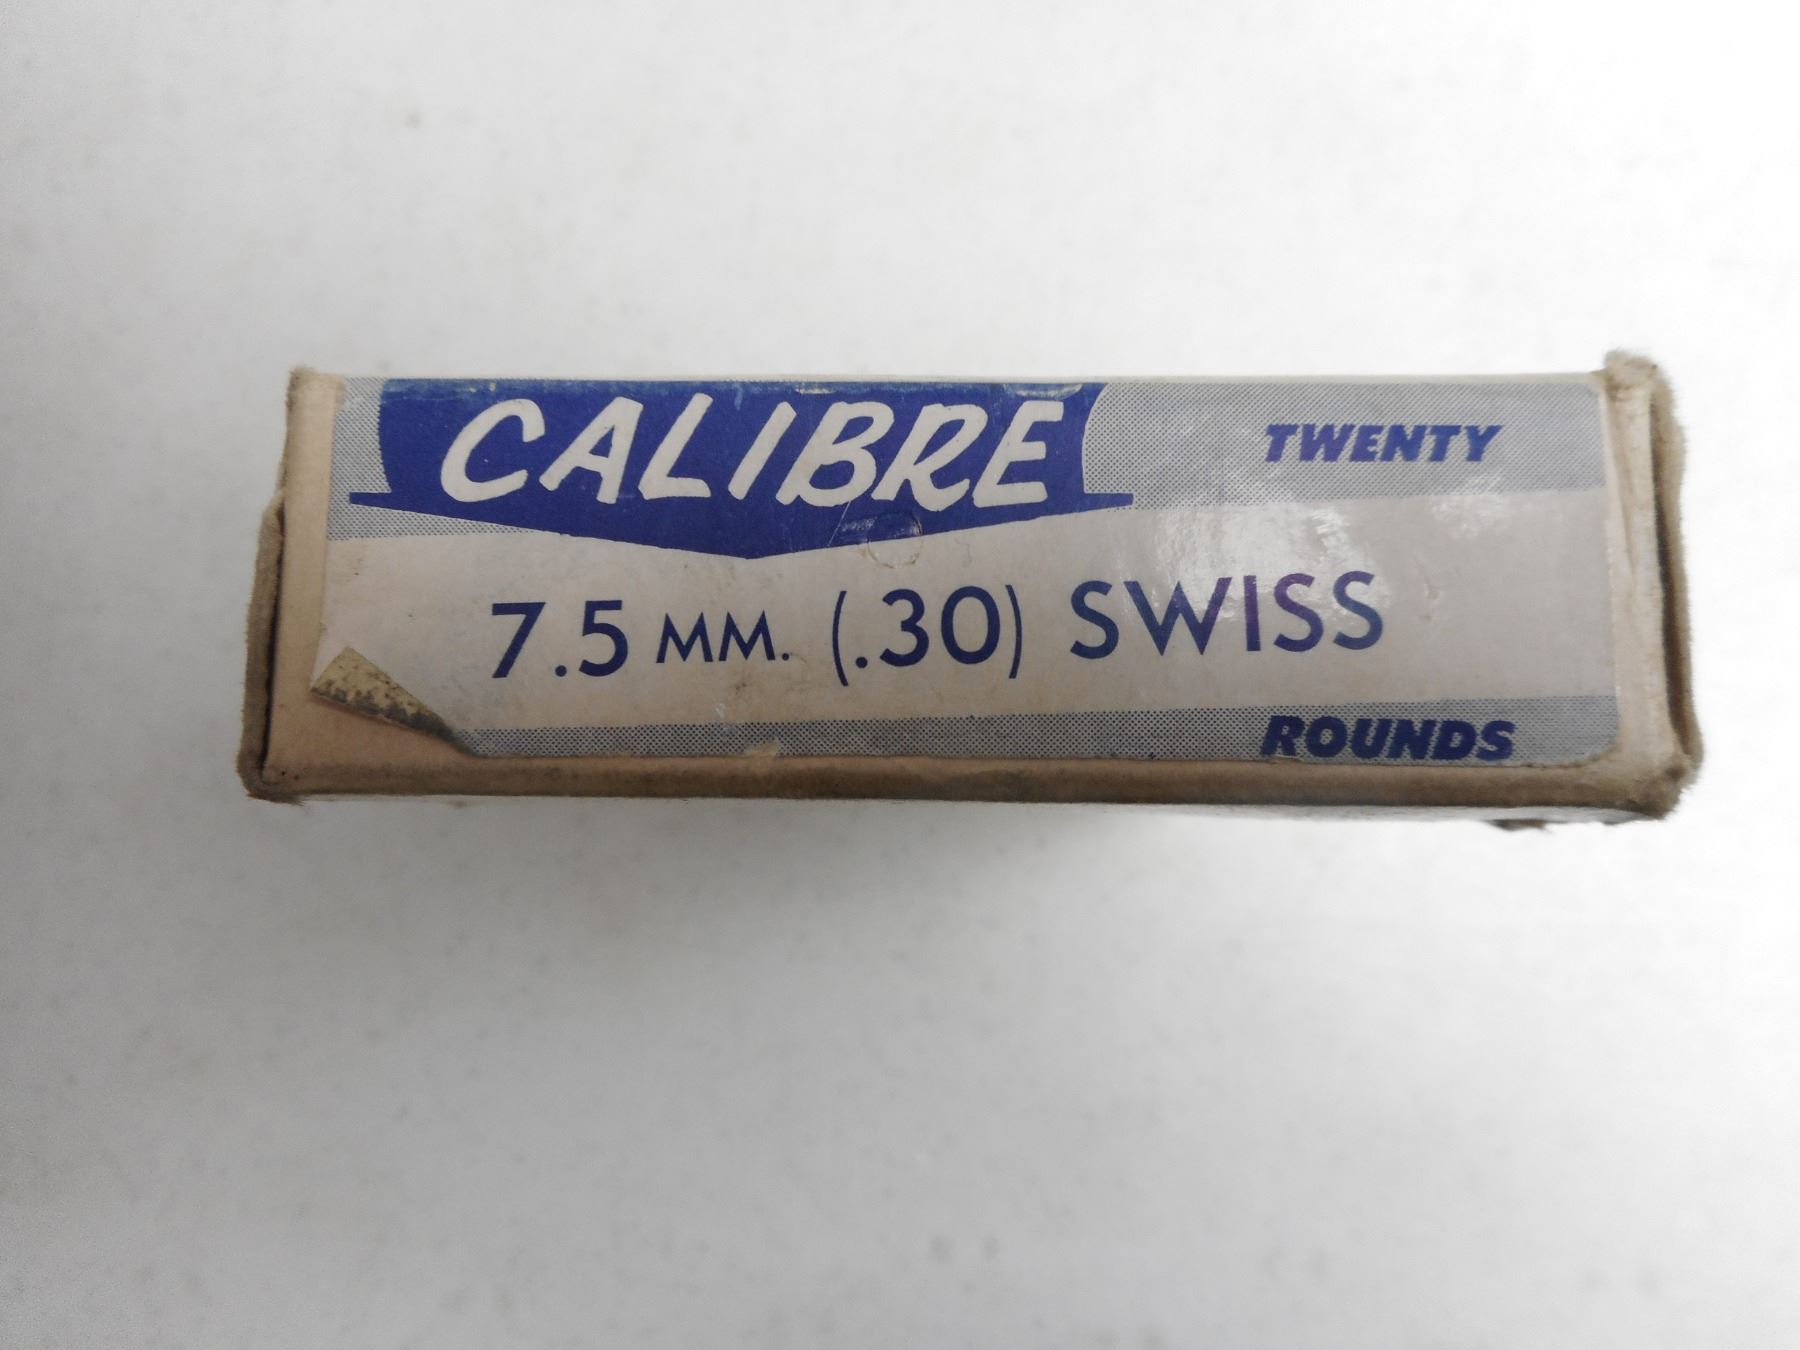 CALIBRE
TWENTY
7.5 MM. (.30) SWISS
ROUNDS